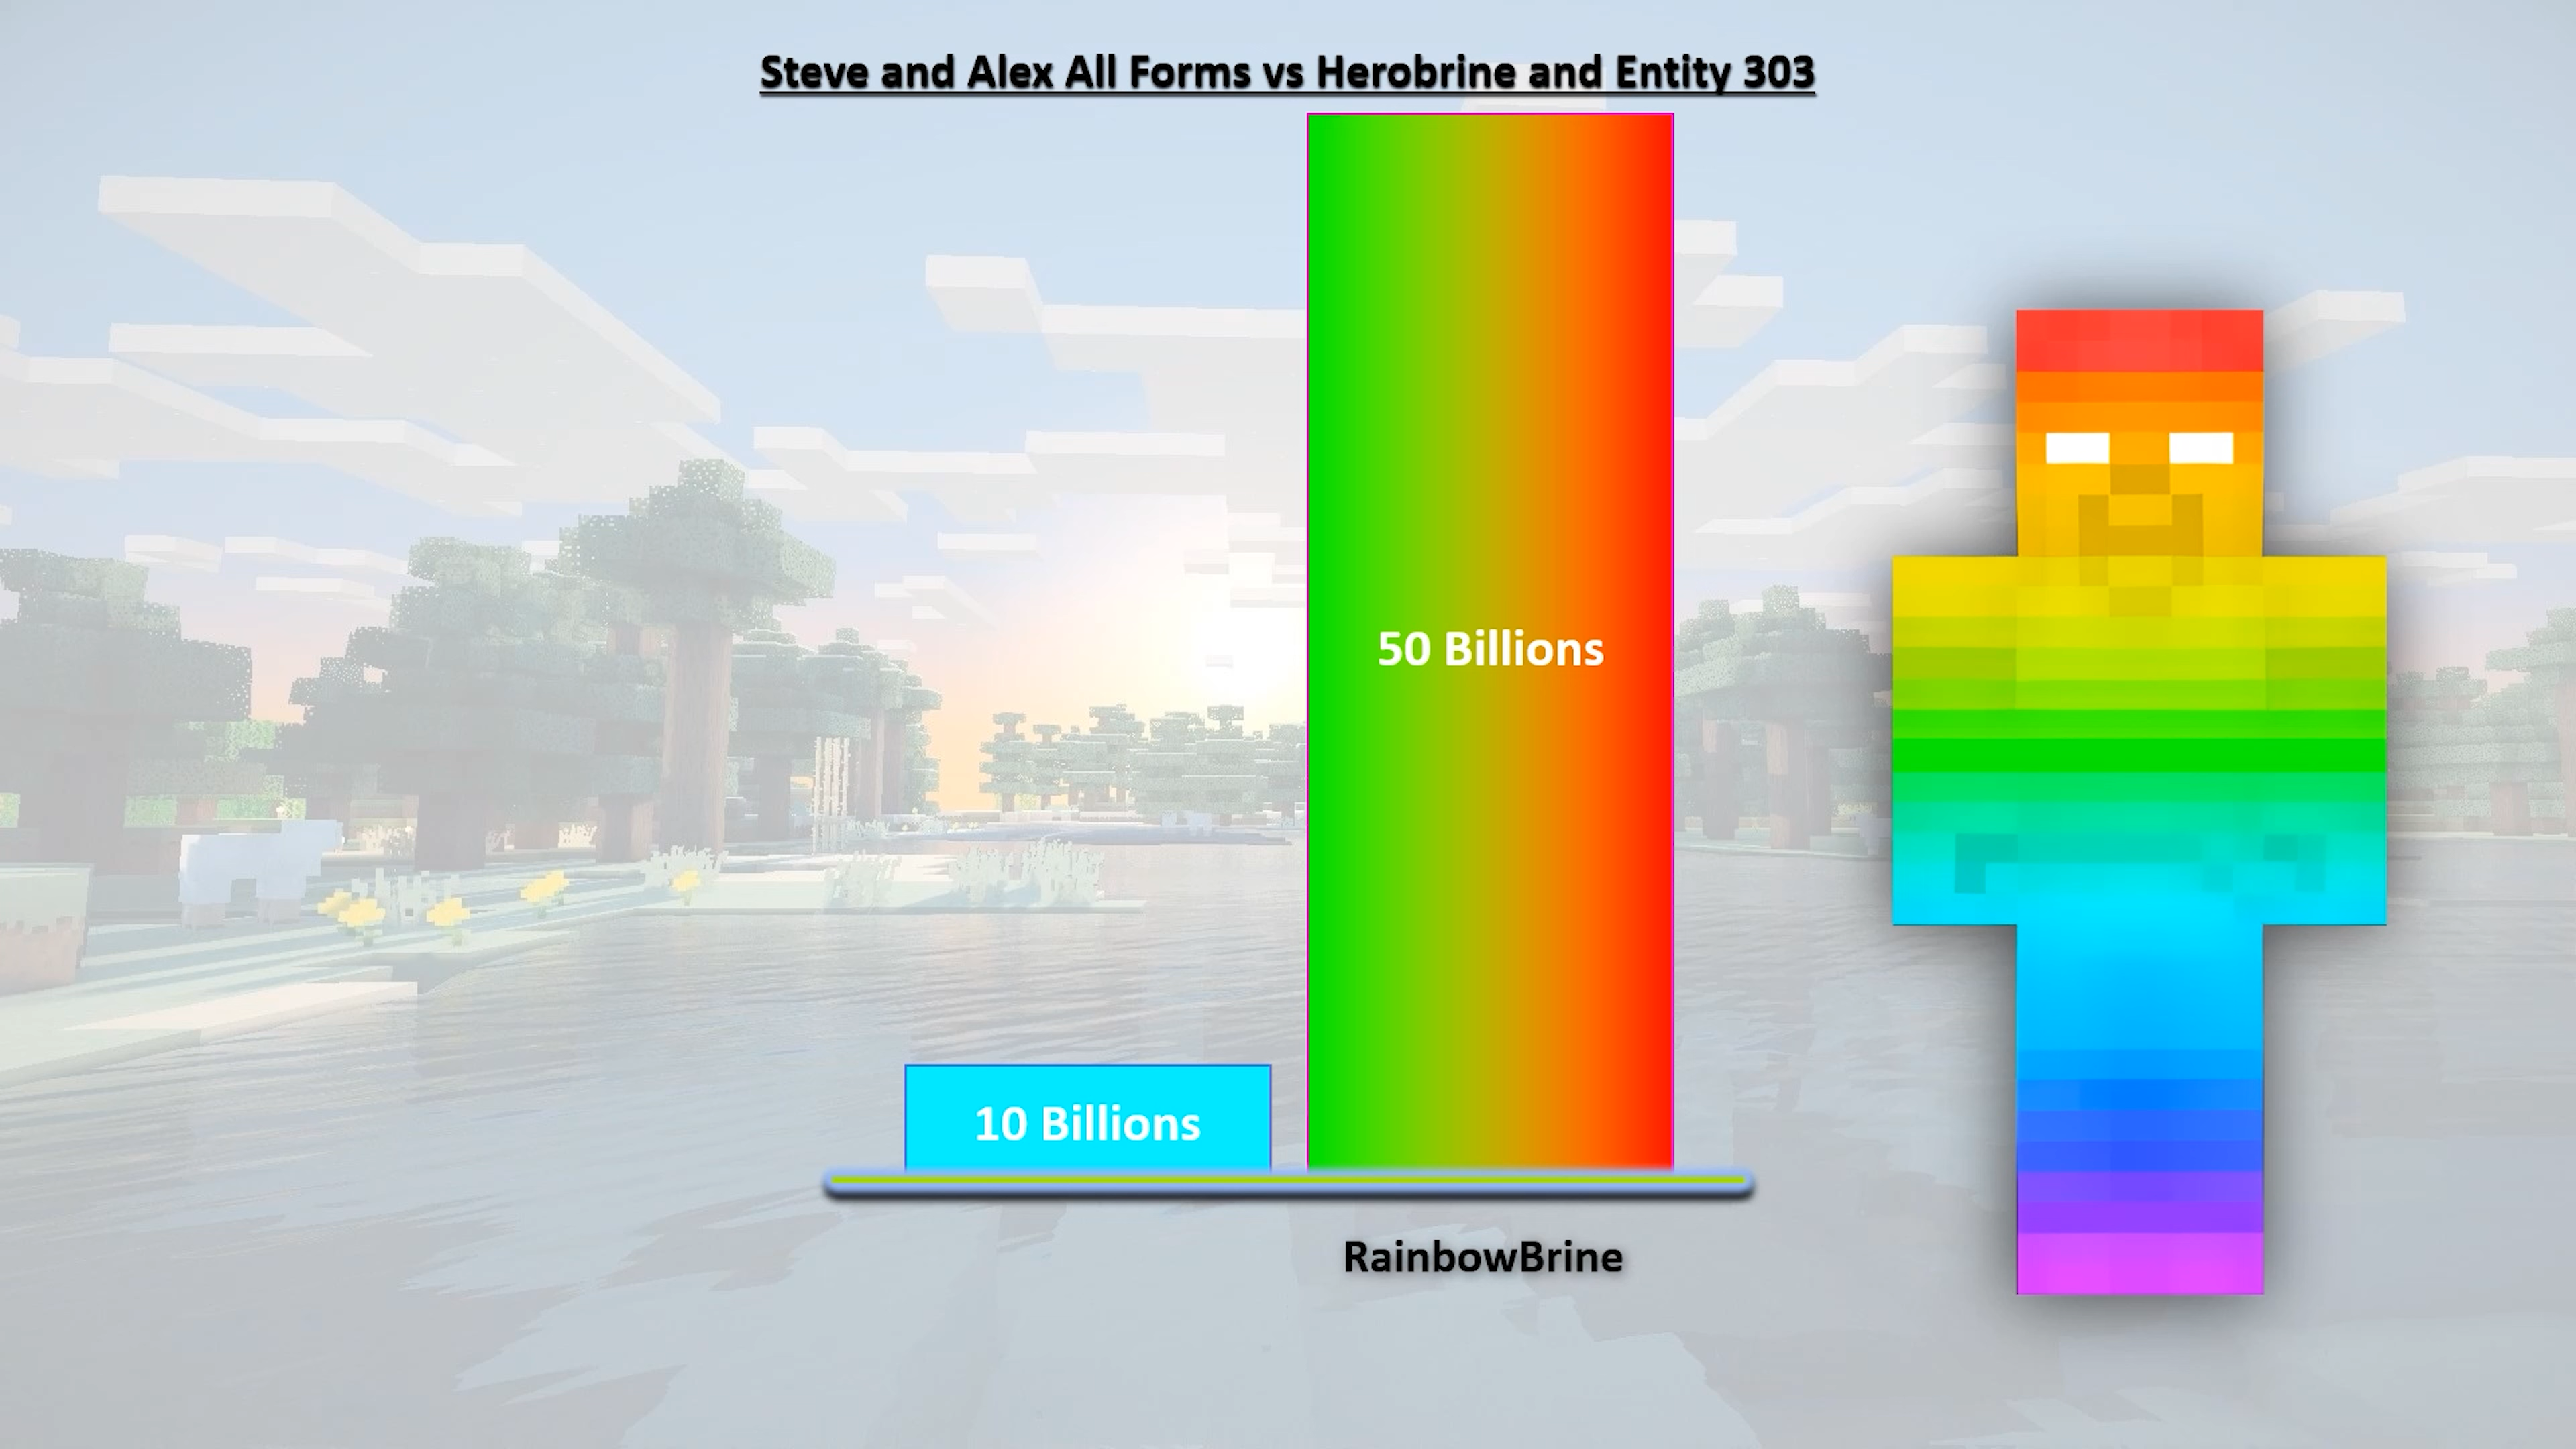 Steve and Alex All Forms vs Herobrine and Entity 303
50 Billions
10 Billions
RainbowBrine